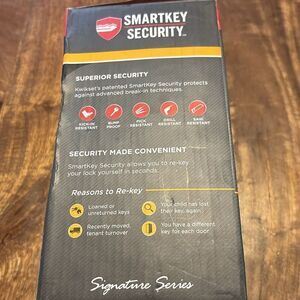 SMARTKEY
SECURITY™
SUPERIOR SECURITY
Kwikset's patented SmartKey Security protects
against advanced break-in techniques.
KICK-IN RESISTANT
BUMP PROOF
PICK RESISTANT
DRILL RESISTANT
SAW RESISTANT
SECURITY MADE CONVENIENT
SmartKey Security allows you to re-key
your lock yourself in seconds.
Reasons to Re-key
Loaned or
unreturned keys
Your child has lost
their key, again
Recently moved,
tenant turnover
You have a different
key for each door
Signature Series